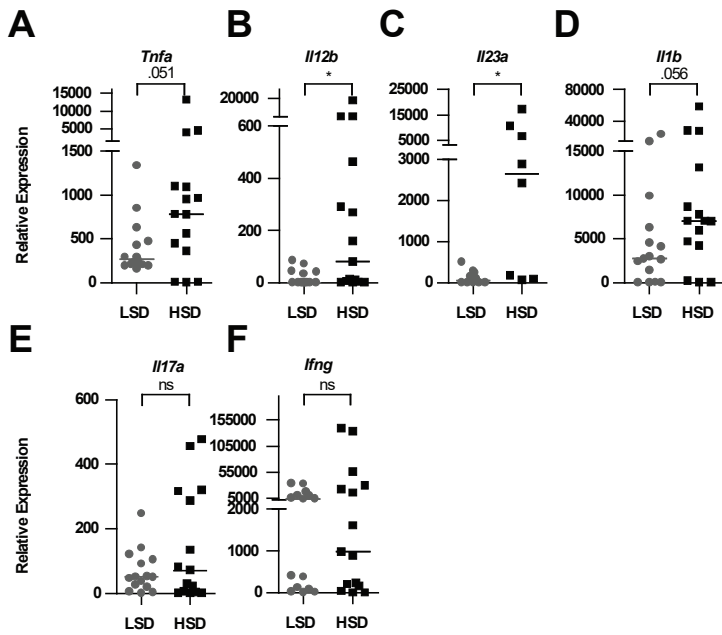 A
B
C
D
Tnfa
Il12b
Il23a
Il1b
.051
*
*
.056
Relative Expression
15000
10000
5000
1500
1000
500
0
20000
600
400
200
0
25000
15000
5000
3000
2000
1000
0
80000
60000
40000
20000
10000
5000
0
LSD HSD
LSD HSD
LSD HSD
LSD HSD
E
F
Il17a
Ifng
ns
ns
Relative Expression
600
400
200
0
155000
105000
55000
5000
2000
1000
0
LSD HSD
LSD HSD